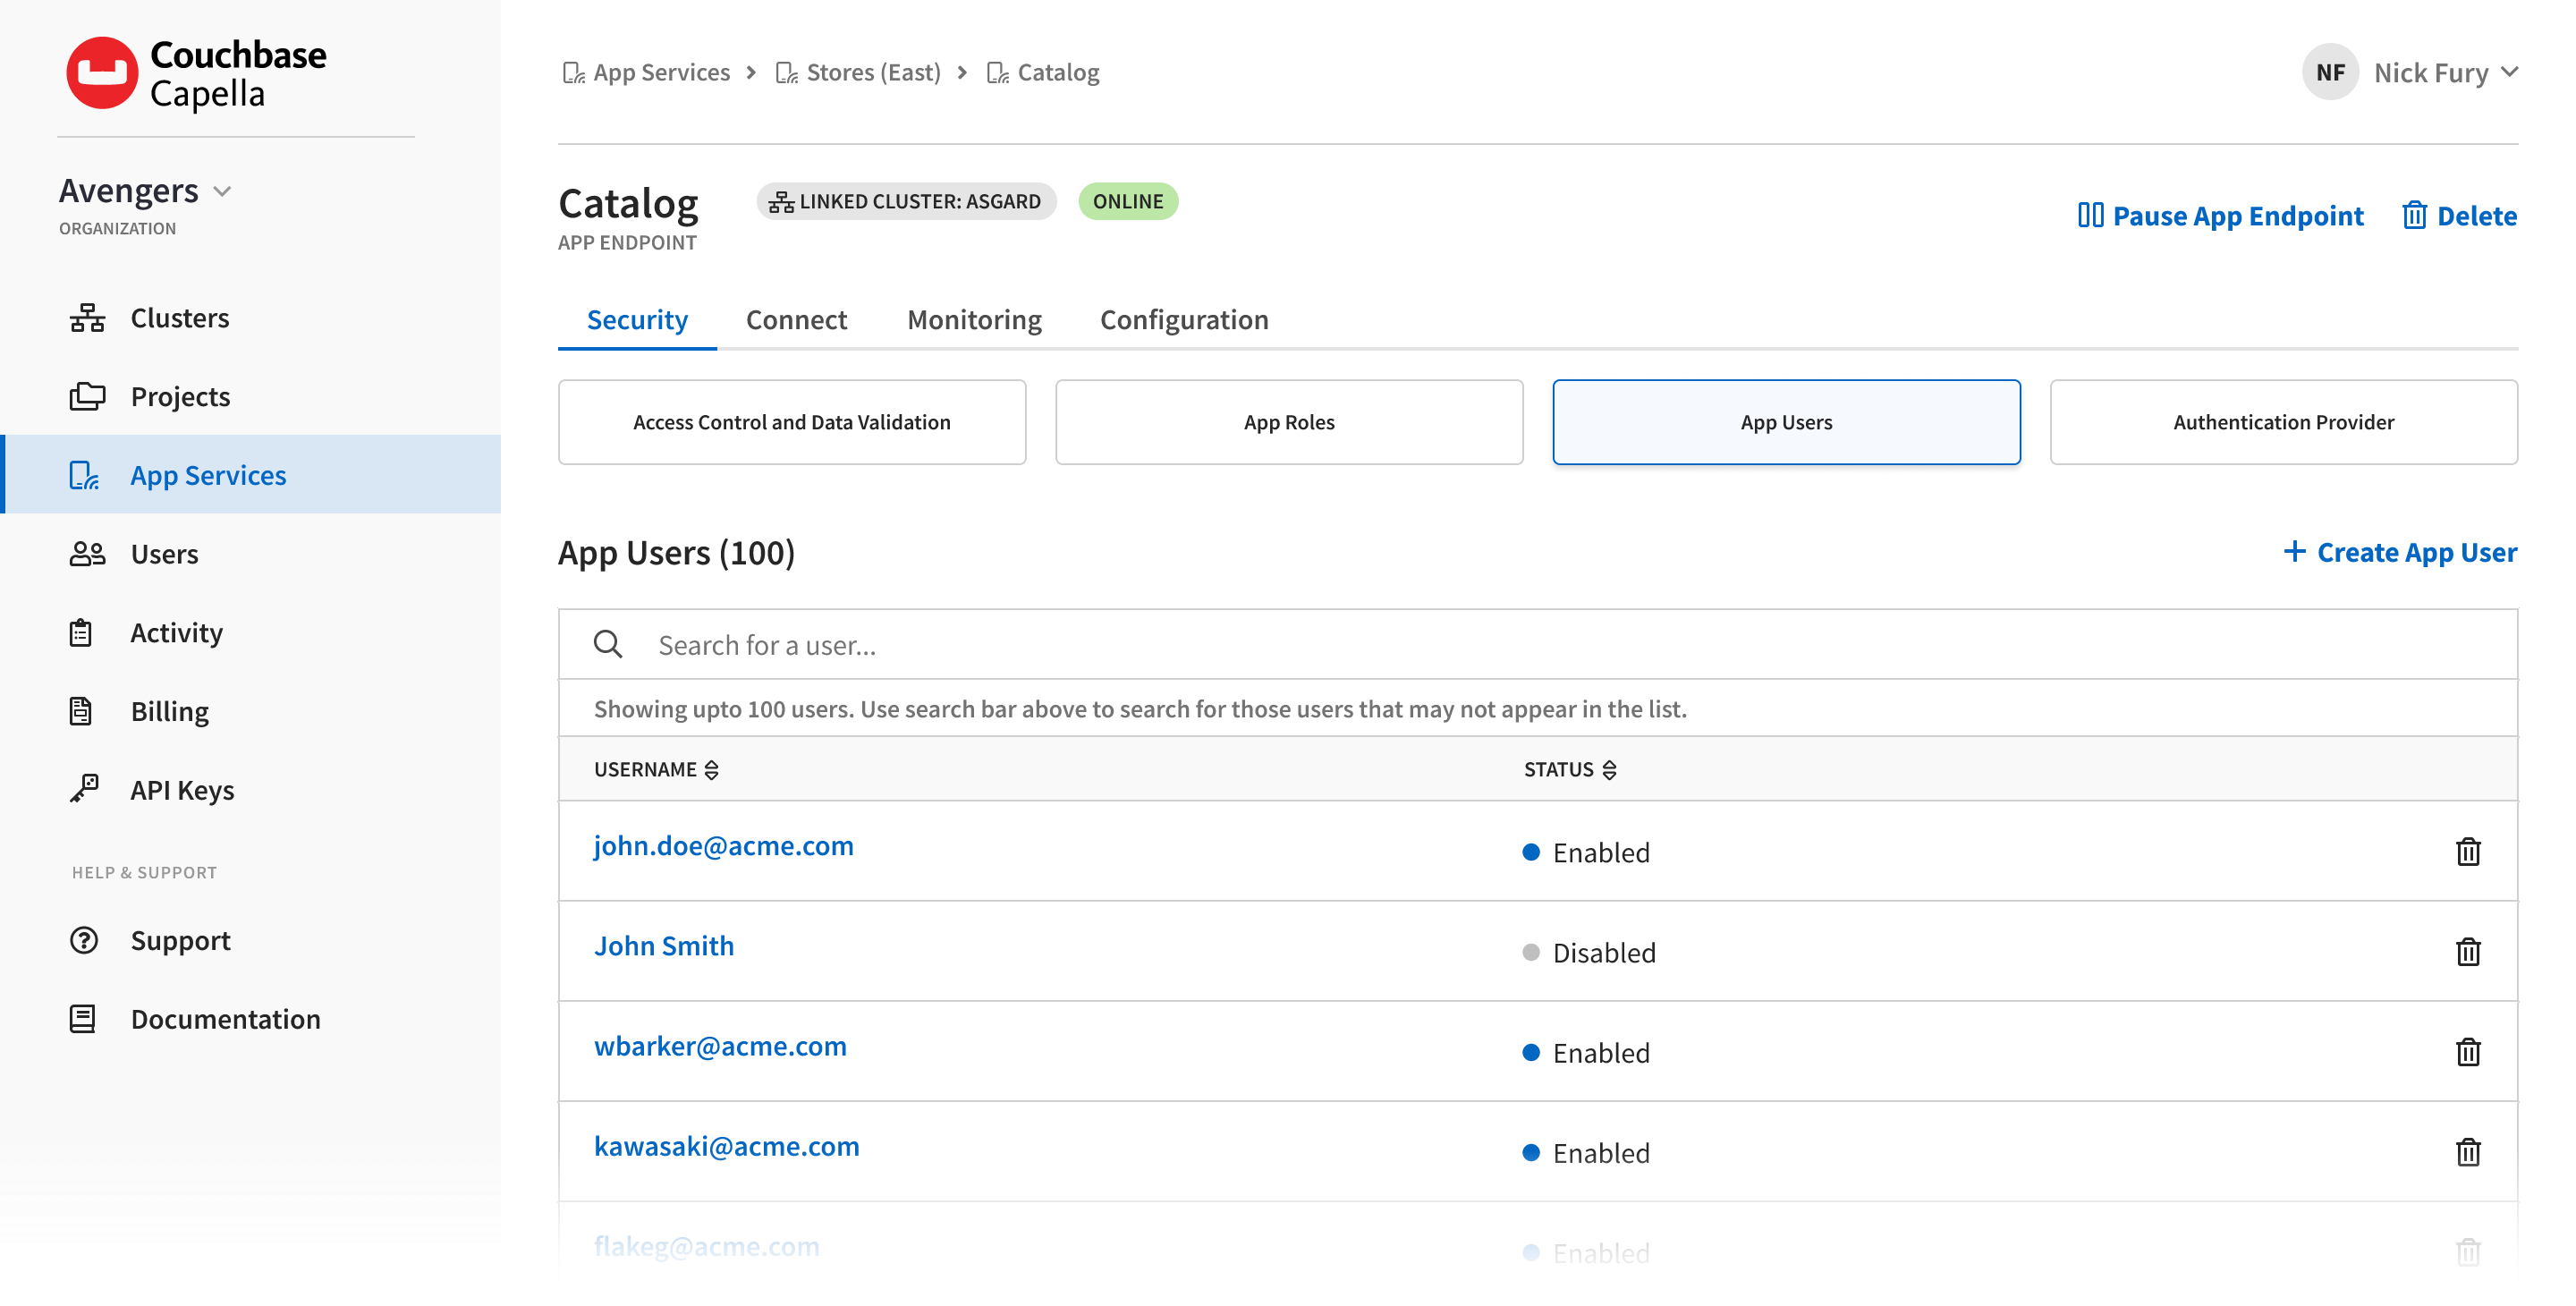 Couchbase
Capella
Avengers
ORGANIZATION
Clusters
Projects
App Services
Users
Activity
Billing
API Keys
HELP & SUPPORT
Support
Documentation
App Services > Stores (East) > Catalog
NF Nick Fury
Catalog
APP ENDPOINT
LINKED CLUSTER: ASGARD
ONLINE
Pause App Endpoint
Delete
Security Connect Monitoring Configuration
Access Control and Data Validation
App Roles
App Users
Authentication Provider
App Users (100)
+ Create App User
Search for a user...
Showing upto 100 users. Use search bar above to search for those users that may not appear in the list.
USERNAME STATUS
john.doe@acme.com Enabled
John Smith Disabled
wbarker@acme.com Enabled
kawasaki@acme.com Enabled
flakeg@acme.com Enabled